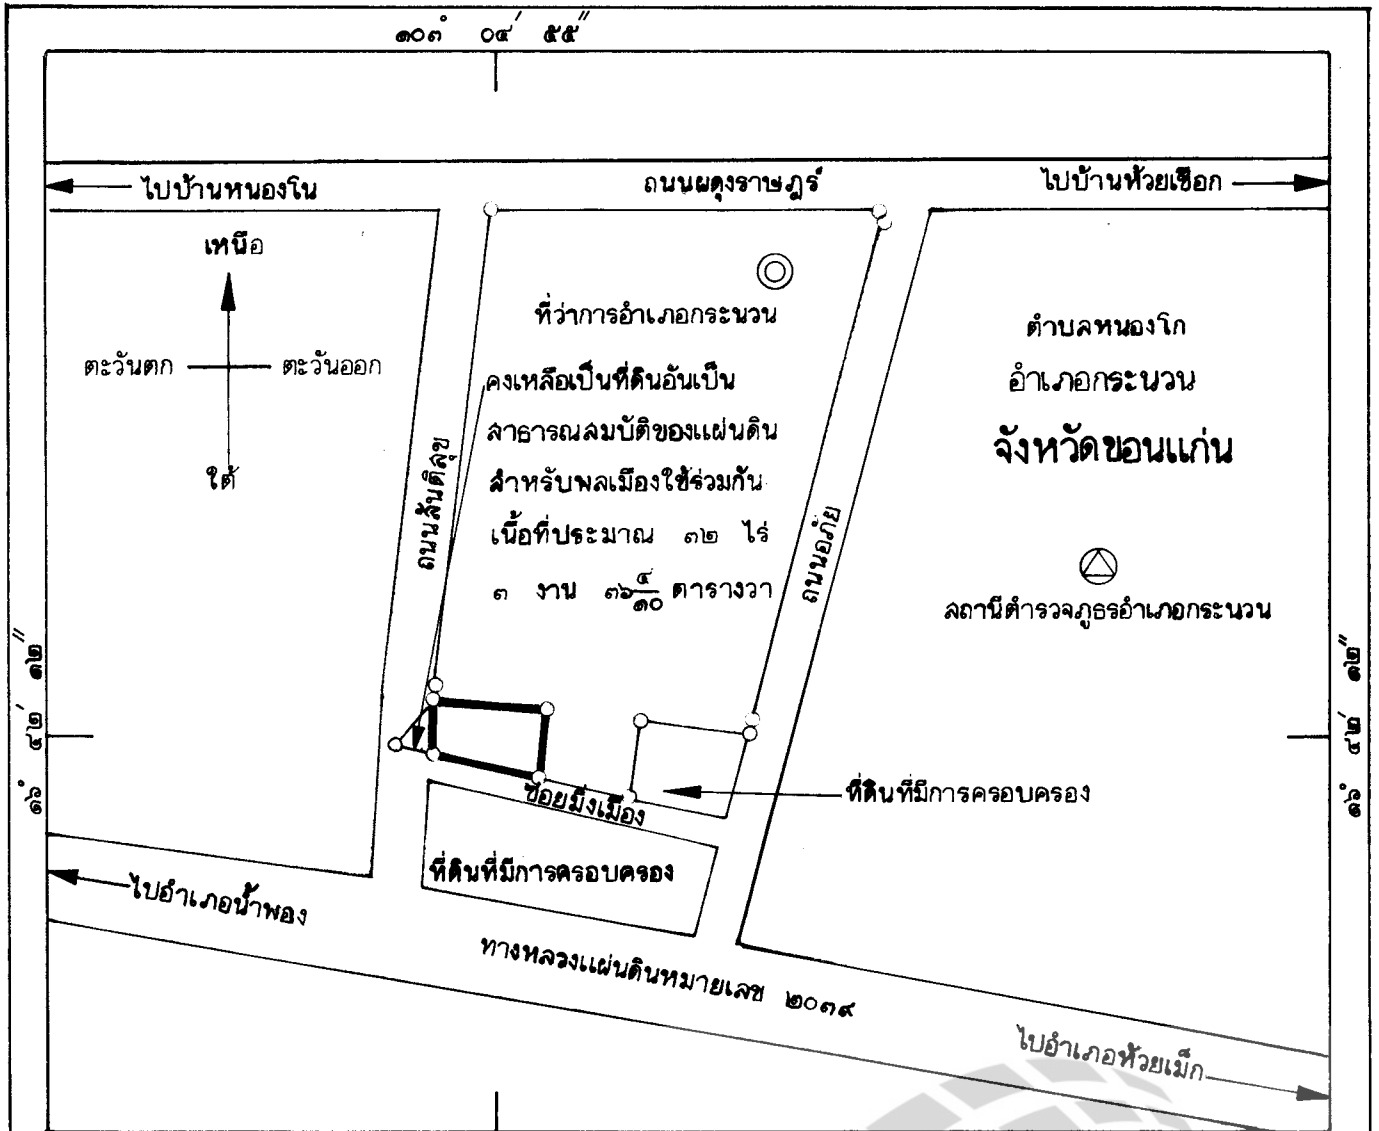 ๑๐๓° ๐๔′ ๕๕″
ไปบ้านหนองโน
ถนนผดุงราษฎร์
ไปบ้านห้วยเชือก
เหนือ
ตะวันตก
ตะวันออก
ใต้
ที่ว่าการอำเภอกระนวน
คงเหลือเป็นที่ดินอันเป็น
สาธารณสมบัติของแผ่นดิน
สำหรับพลเมืองใช้ร่วมกัน
เนื้อที่ประมาณ ๓๒ ไร่
๓ งาน ๓๖ ๔/๑๐ ตารางวา
ตำบลหนองโก
อำเภอกระนวน
จังหวัดขอนแก่น
ถนนสันติสุข
ถนนอภัย
สถานีตำรวจภูธรอำเภอกระนวน
๑๖° ๔๒′ ๑๒″
๑๖° ๔๒′ ๑๒″
ซอยมิ่งเมือง
ที่ดินที่มีการครอบครอง
ที่ดินที่มีการครอบครอง
ไปอำเภอน้ำพอง
ทางหลวงแผ่นดินหมายเลข ๒๐๓๙
ไปอำเภอห้วยเม็ก